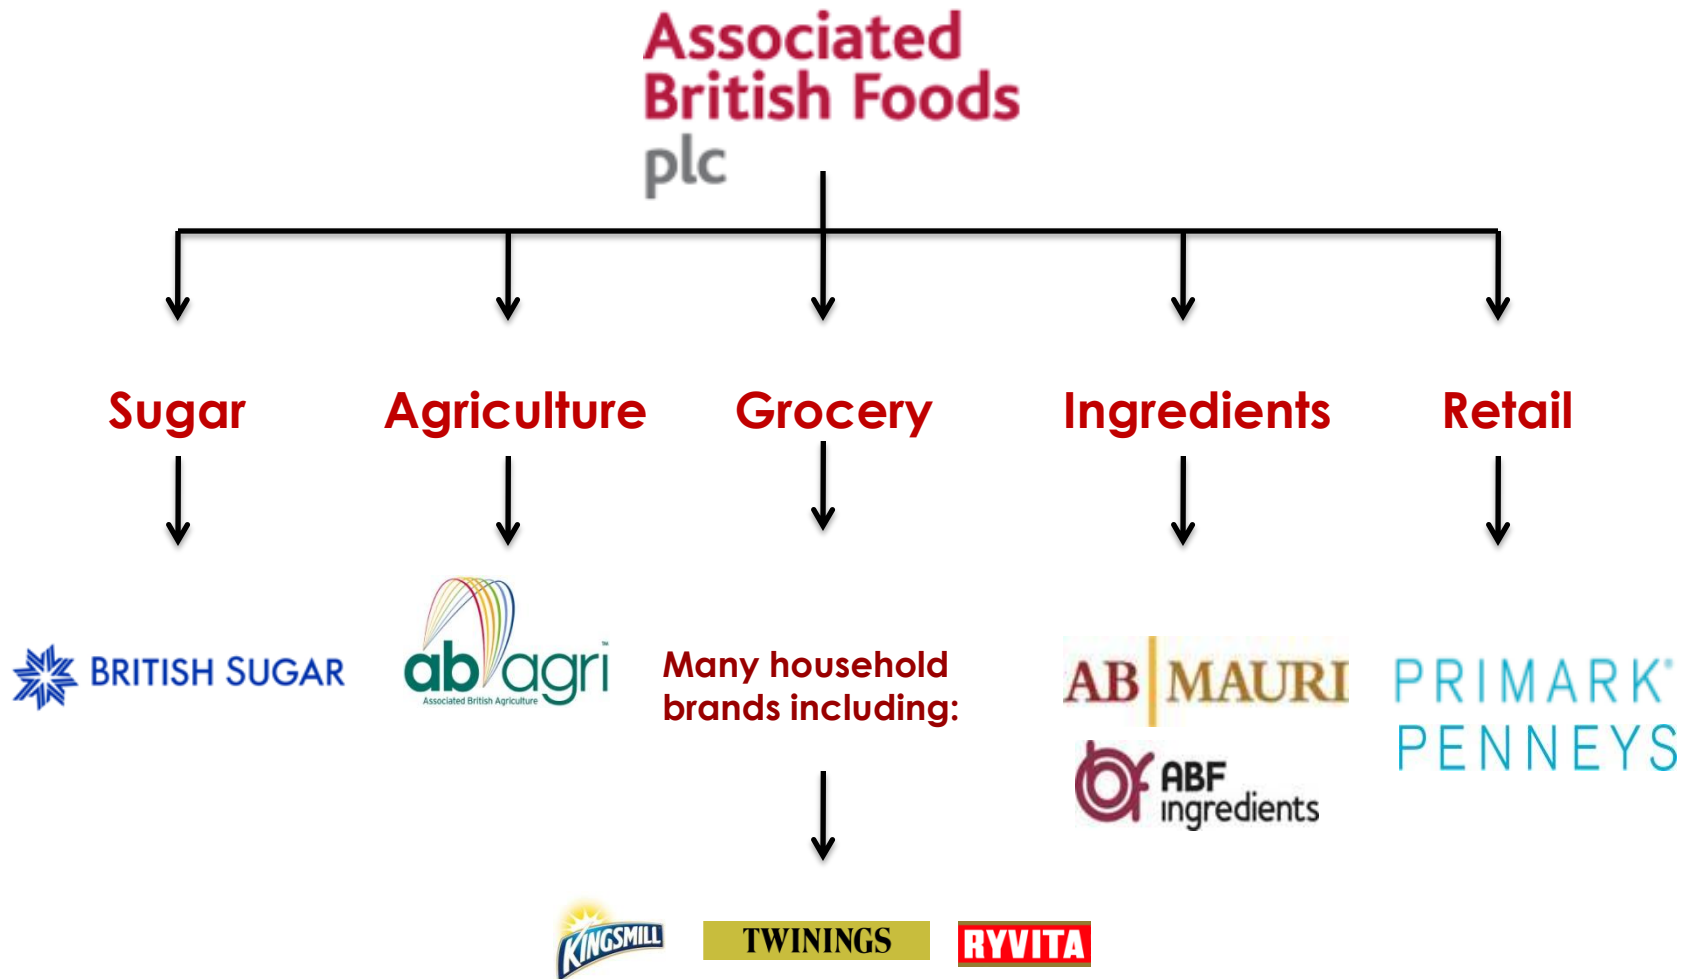 Associated
British Foods
plc
Sugar
Agriculture
Grocery
Ingredients
Retail
BRITISH SUGAR
ab agri™
Associated British Agriculture
Many household
brands including:
AB MAURI
ABF
ingredients
PRIMARK®
PENNEYS
KINGSMILL
TWININGS
RYVITA